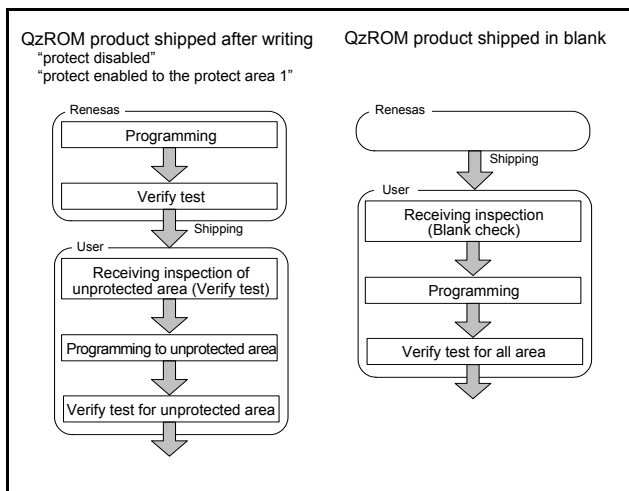 QzROM product shipped after writing
“protect disabled”
“protect enabled to the protect area 1”
Renesas
Programming
Verify test
Shipping
User
Receiving inspection of
unprotected area (Verify test)
Programming to unprotected area
Verify test for unprotected area
QzROM product shipped in blank
Renesas
Shipping
User
Receiving inspection
(Blank check)
Programming
Verify test for all area